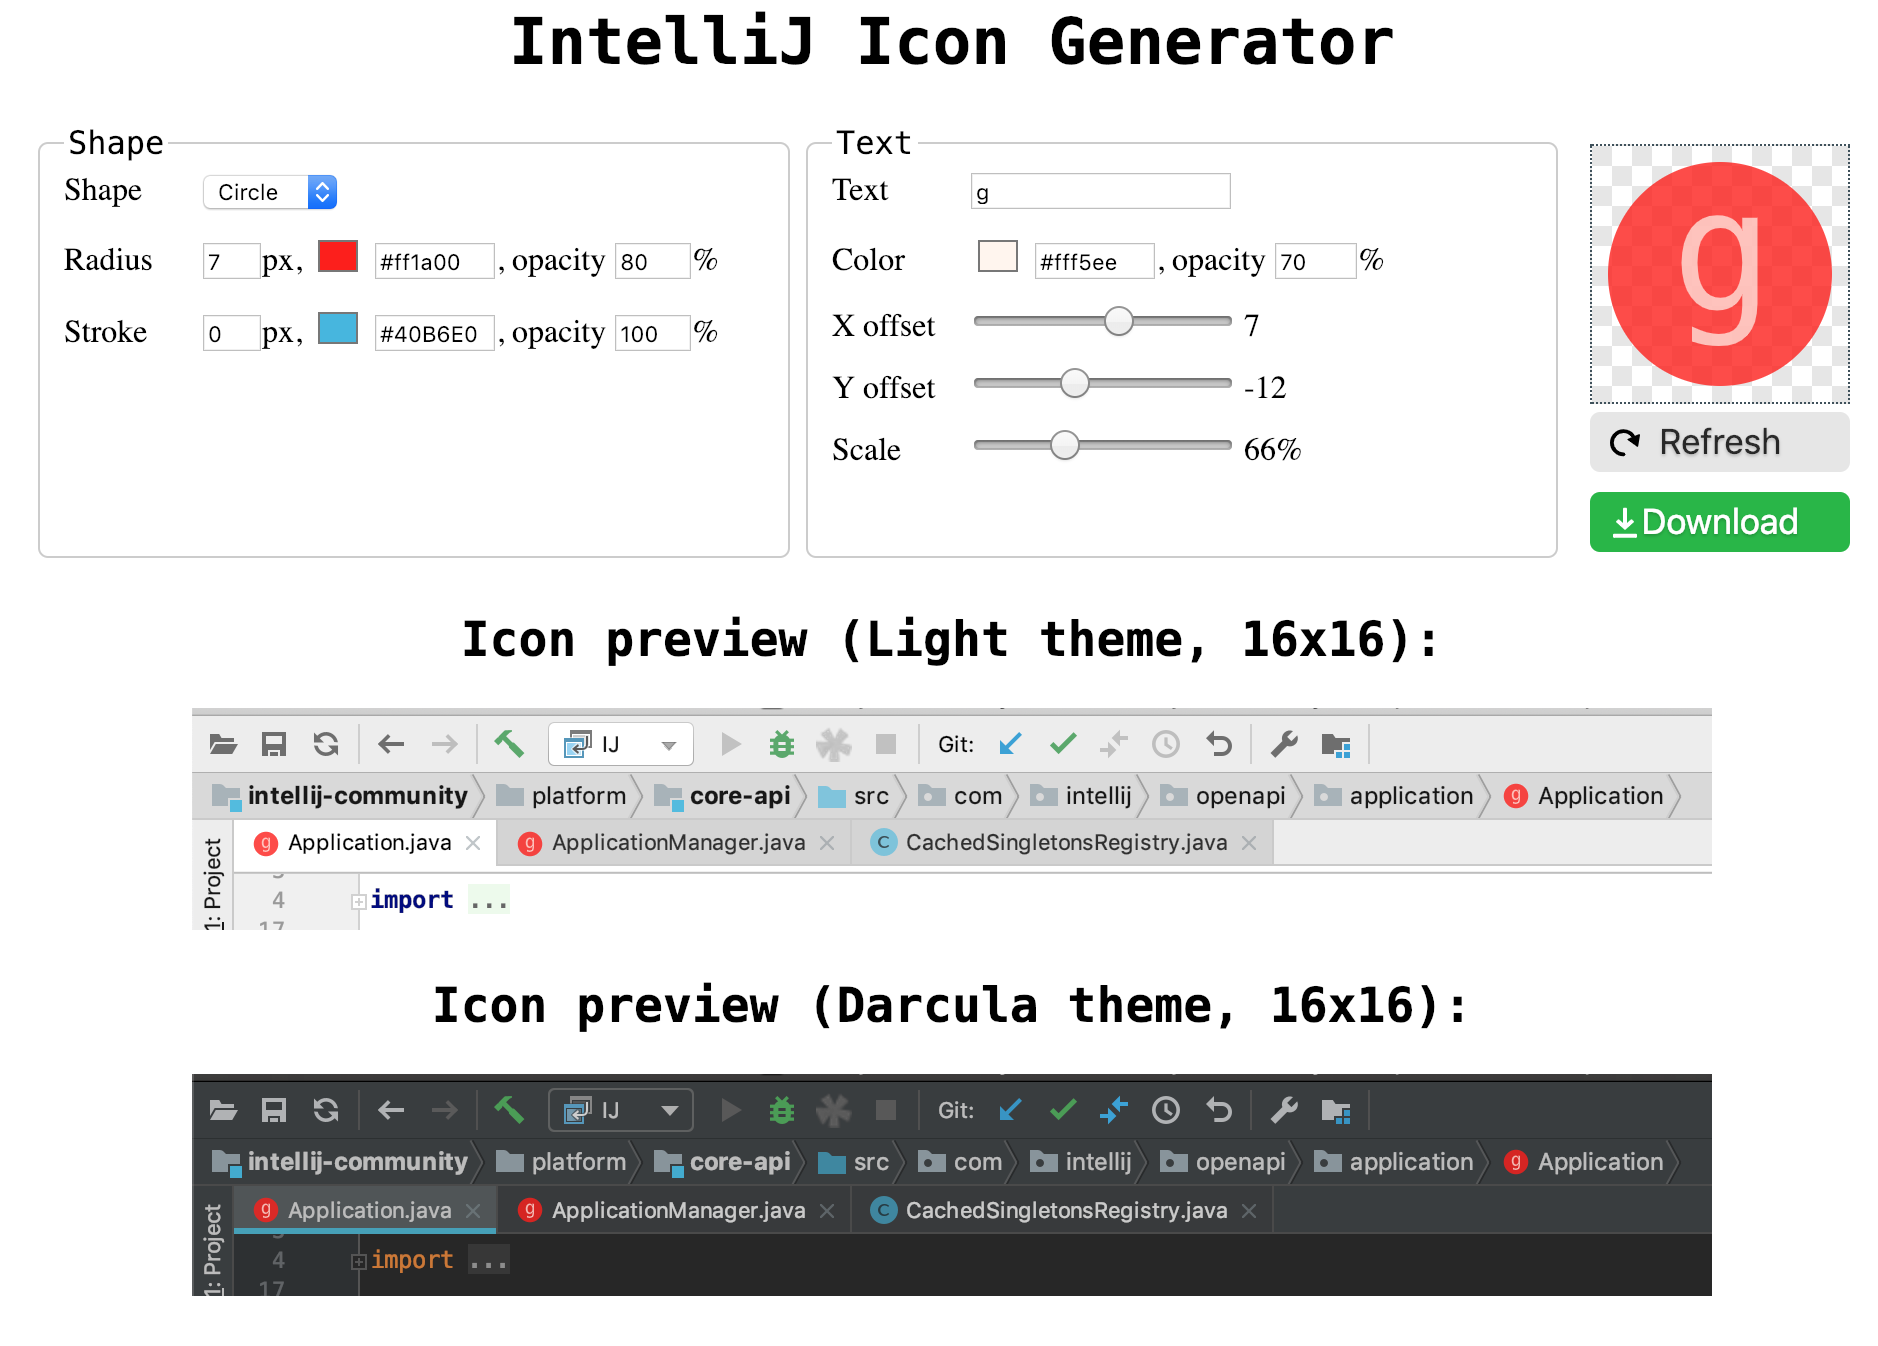 IntelliJ Icon Generator
Shape
Shape Circle
Radius 7 px, #ff1a00 , opacity 80 %
Stroke 0 px, #40B6E0 , opacity 100 %
Text
Text g
Color #fff5ee , opacity 70 %
X offset 7
Y offset -12
Scale 66%
g
Refresh
Download
Icon preview (Light theme, 16x16):
IJ Git:
intellij-community platform core-api src com intellij openapi application g Application
g Application.java g ApplicationManager.java C CachedSingletonsRegistry.java
1: Project
4 import ...
17
Icon preview (Darcula theme, 16x16):
IJ Git:
intellij-community platform core-api src com intellij openapi application g Application
g Application.java g ApplicationManager.java C CachedSingletonsRegistry.java
1: Project
4 import ...
17